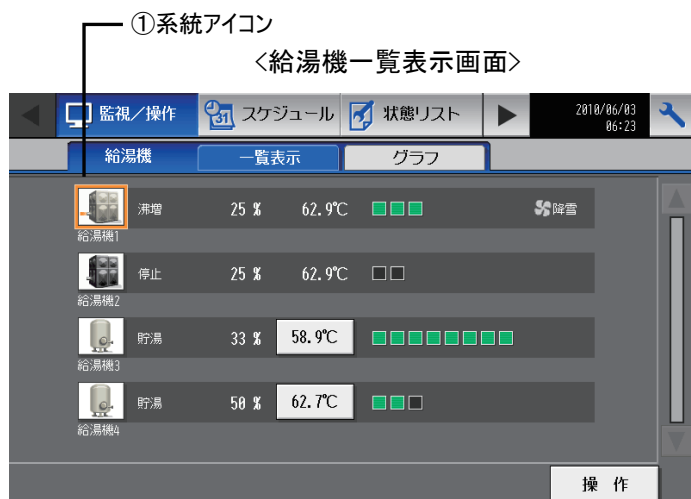 ①系統アイコン
<給湯機一覧表示画面>
監視／操作 スケジュール 状態リスト 2010/06/03
31 06:23
給湯機 一覧表示 グラフ
沸増 25 % 62.9℃ 降雪
給湯機1
停止 25 % 62.9℃
給湯機2
貯湯 33 % 58.9℃
給湯機3
貯湯 50 % 62.7℃
給湯機4
操 作